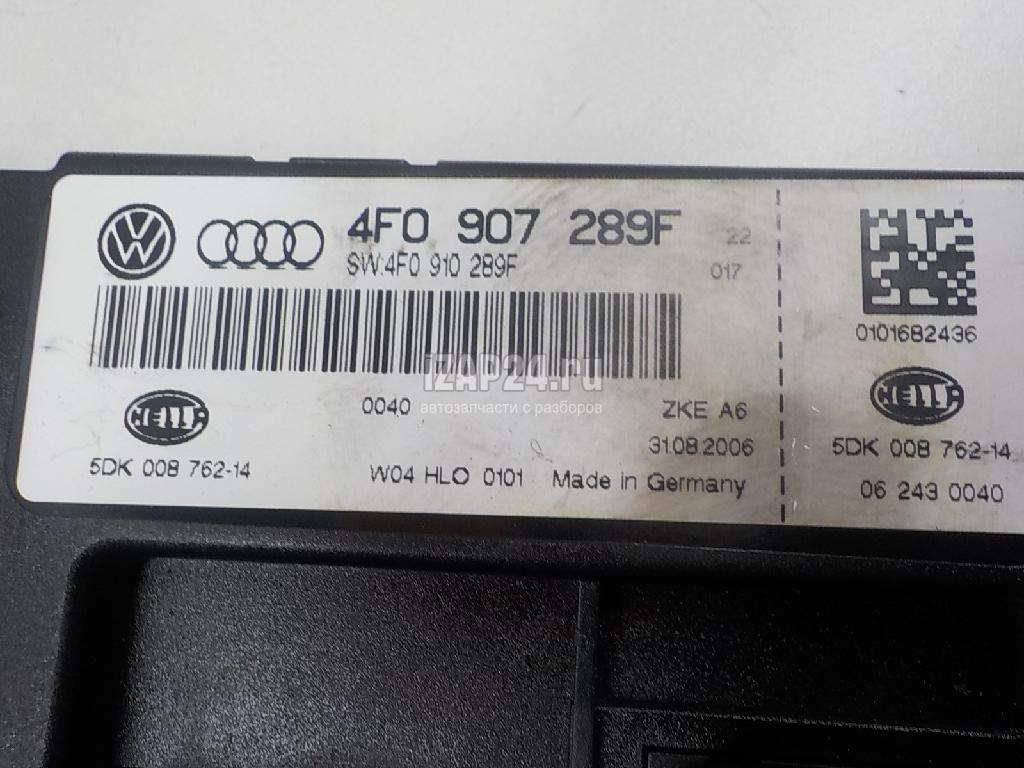 4F0 907 289F
22
SW:4F0 910 289F
017
0101682436
IZAP24.ru
автозапчасти с разборов
0040
ZKE A6
HELLA
HELLA
31.08.2006
5DK 008 762-14
5DK 008 762-14
W04 HLO 0101 Made in Germany
06 243 0040